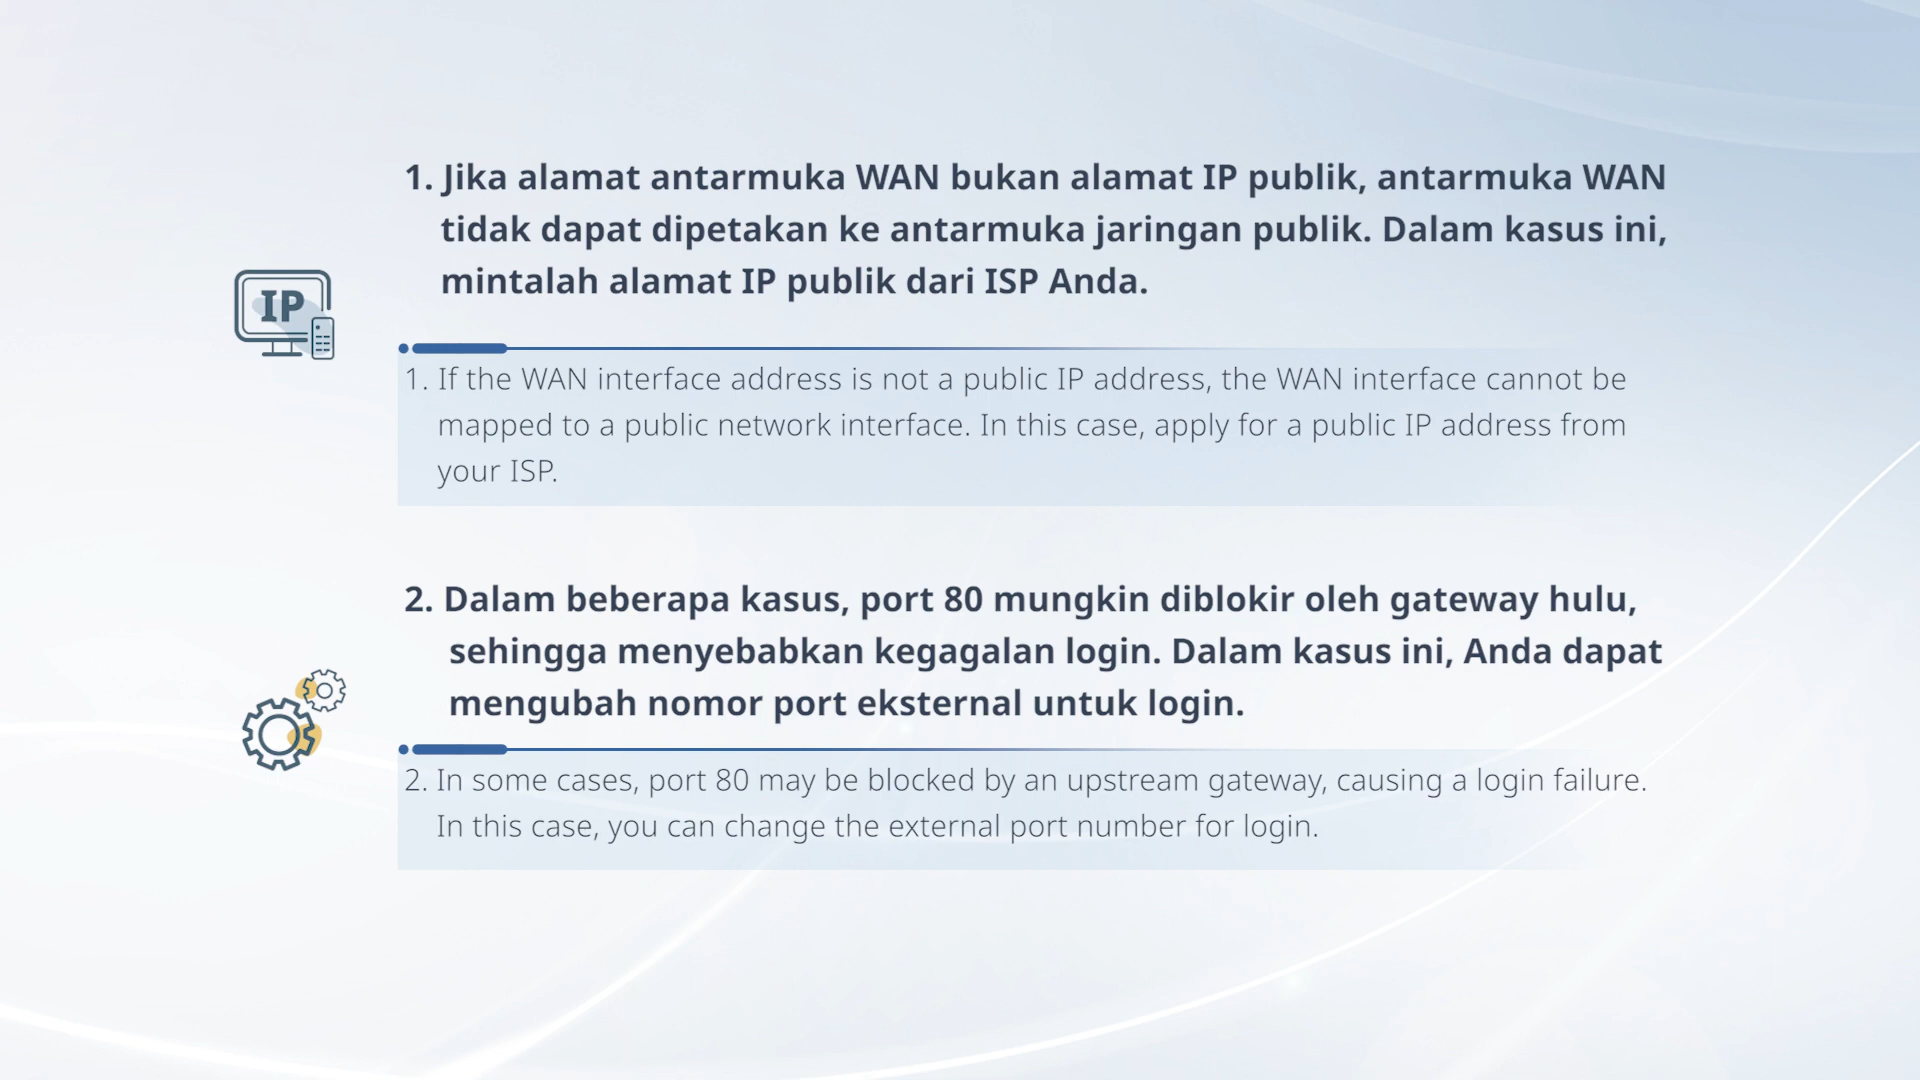 1. Jika alamat antarmuka WAN bukan alamat IP publik, antarmuka WAN
tidak dapat dipetakan ke antarmuka jaringan publik. Dalam kasus ini,
mintalah alamat IP publik dari ISP Anda.
IP
1. If the WAN interface address is not a public IP address, the WAN interface cannot be
mapped to a public network interface. In this case, apply for a public IP address from
your ISP.
2. Dalam beberapa kasus, port 80 mungkin diblokir oleh gateway hulu,
sehingga menyebabkan kegagalan login. Dalam kasus ini, Anda dapat
mengubah nomor port eksternal untuk login.
2. In some cases, port 80 may be blocked by an upstream gateway, causing a login failure.
In this case, you can change the external port number for login.